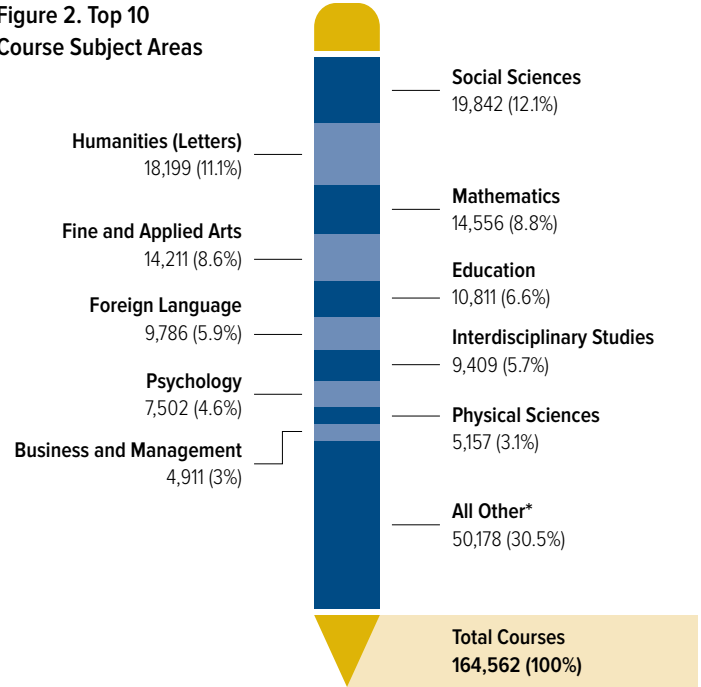 Figure 2. Top 10
Course Subject Areas
Social Sciences
19,842 (12.1%)
Humanities (Letters)
18,199 (11.1%)
Mathematics
14,556 (8.8%)
Fine and Applied Arts
14,211 (8.6%)
Education
10,811 (6.6%)
Foreign Language
9,786 (5.9%)
Interdisciplinary Studies
9,409 (5.7%)
Psychology
7,502 (4.6%)
Physical Sciences
5,157 (3.1%)
Business and Management
4,911 (3%)
All Other*
50,178 (30.5%)
Total Courses
164,562 (100%)